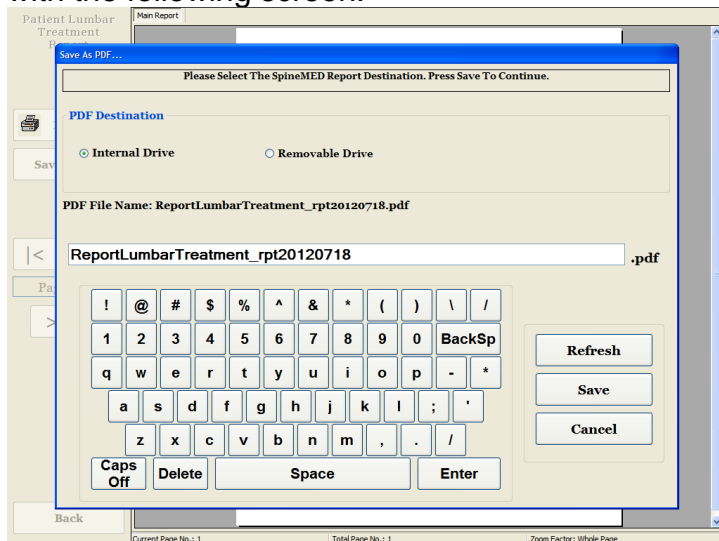 with the following screen.
Patient Lumbar
Treatment
Main Report
Save As PDF...
Please Select The SpineMED Report Destination. Press Save To Continue.
PDF Destination
Internal Drive
Removable Drive
Sav
PDF File Name: ReportLumbarTreatment_rpt20120718.pdf
ReportLumbarTreatment_rpt20120718
.pdf
|<
Pa
>
! @ # $ % ^ & * ( ) \ /
1 2 3 4 5 6 7 8 9 0 BackSp
q w e r t y u i o p - *
a s d f g h j k l ; '
z x c v b n m , . /
Caps Off Delete Space Enter
Refresh
Save
Cancel
Back
Current Page No.: 1
Total Page No.: 1
Zoom Factor: Whole Page